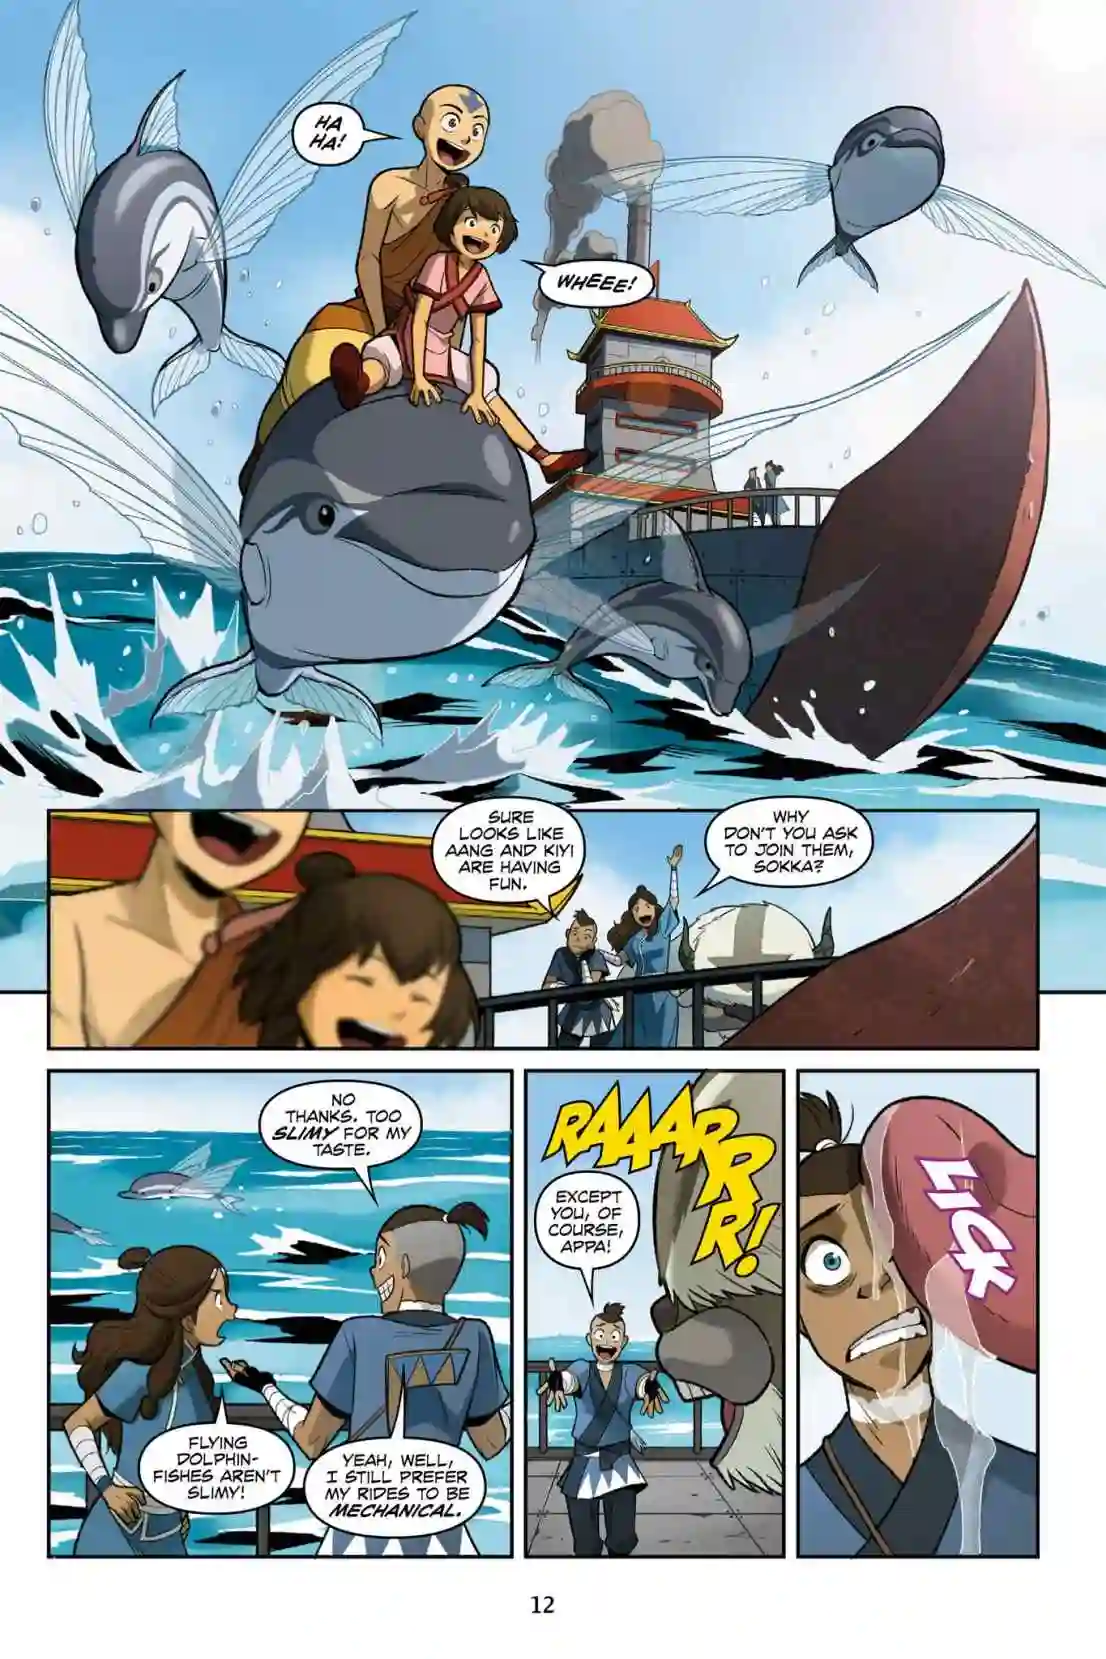 HA
HA!
WHEEE!
SURE
LOOKS LIKE
AANG AND KIYI
ARE HAVING
FUN.
WHY
DON'T YOU ASK
TO JOIN THEM,
SOKKA?
NO
THANKS. TOO
SLIMY FOR MY
TASTE.
FLYING
DOLPHIN-
FISHES AREN'T
SLIMY!
YEAH, WELL,
I STILL PREFER
MY RIDES TO BE
MECHANICAL.
RAAARRRR!
EXCEPT
YOU, OF
COURSE,
APPA!
LICK
12